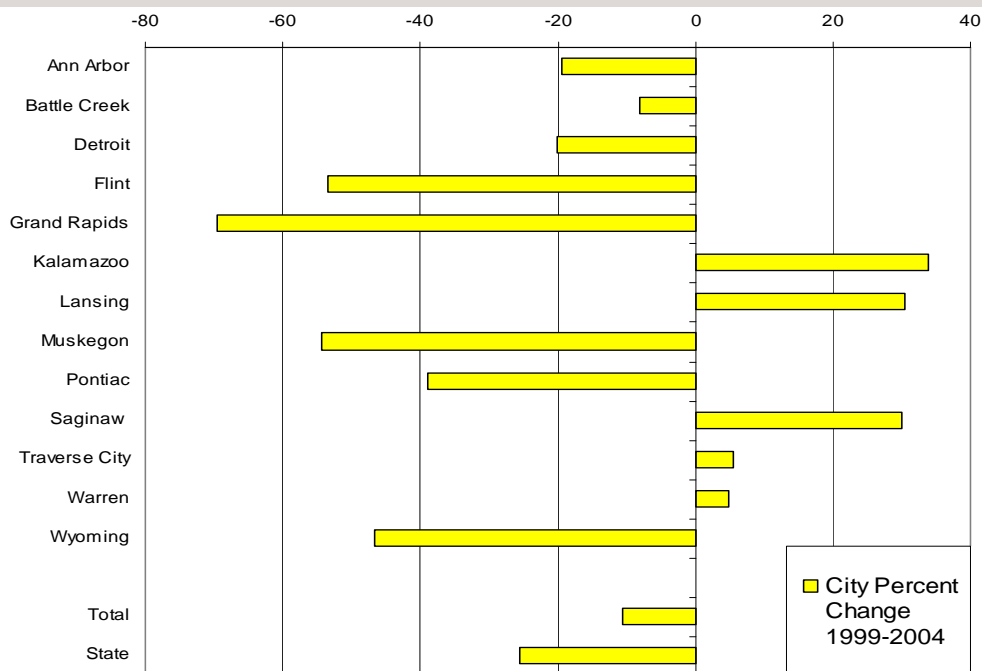 -80 -60 -40 -20 0 20 40
Ann Arbor
Battle Creek
Detroit
Flint
Grand Rapids
Kalamazoo
Lansing
Muskegon
Pontiac
Saginaw
Traverse City
Warren
Wyoming
Total
State
City Percent
Change
1999-2004